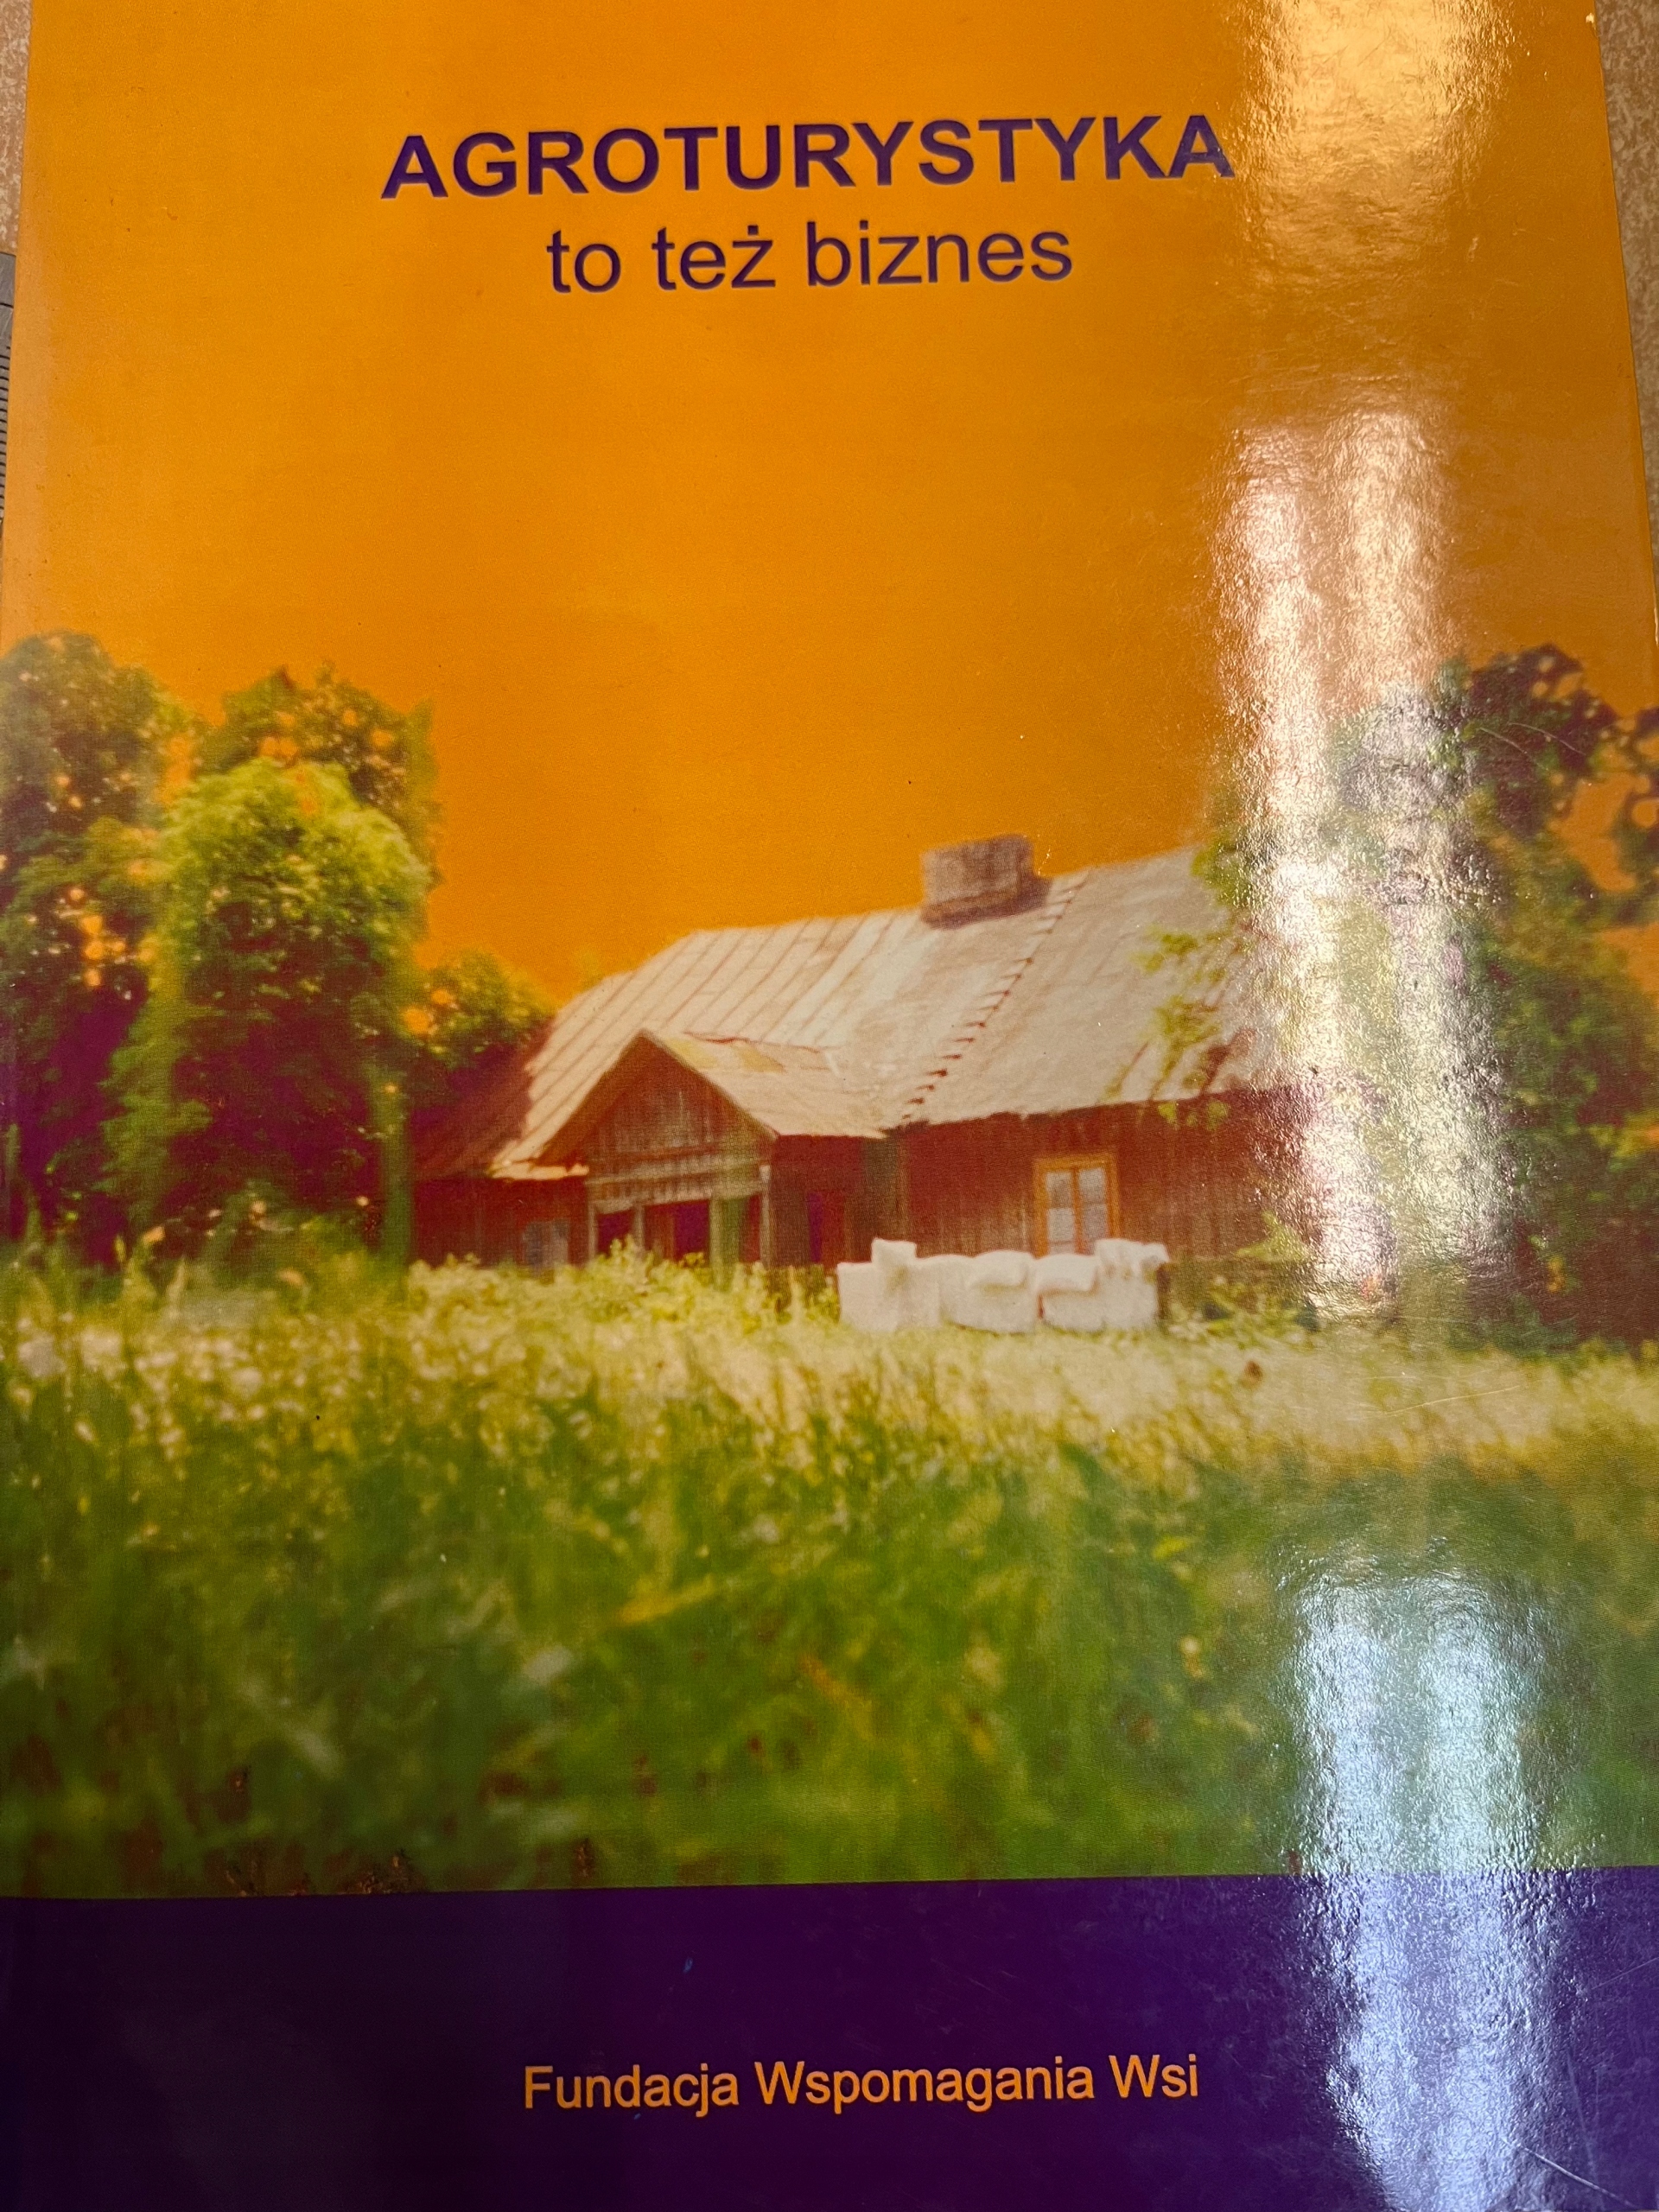 AGROTURYSTYKA
to też biznes
Fundacja Wspomagania Wsi